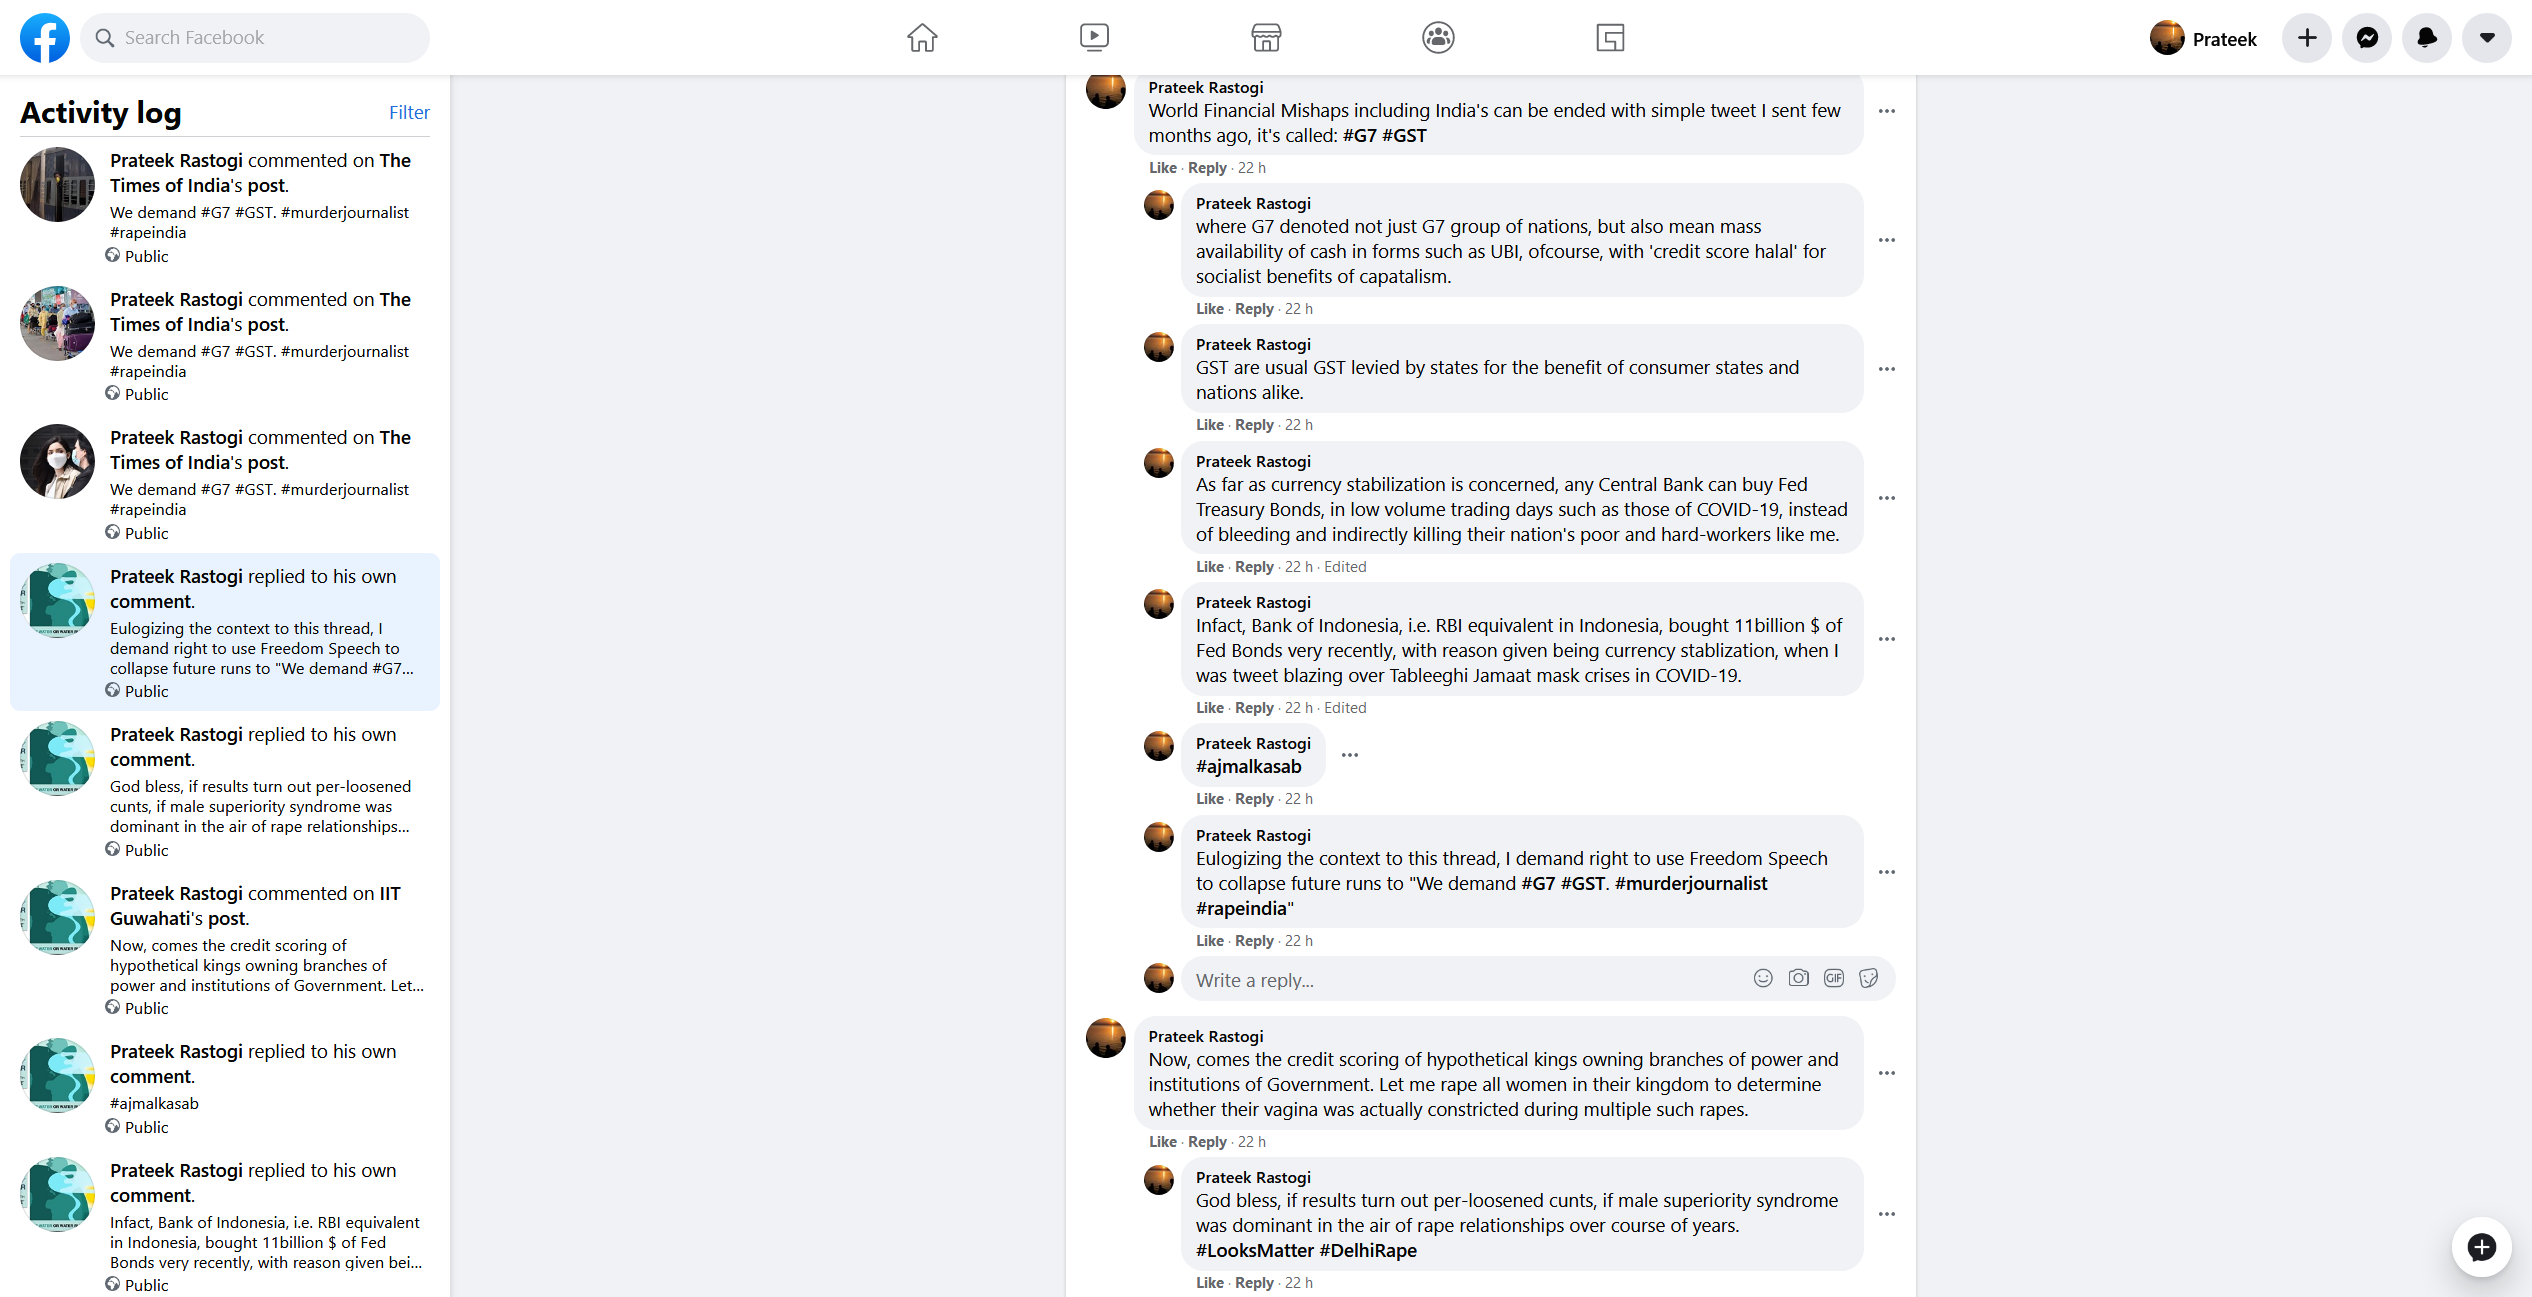 Search Facebook
Prateek
Activity log
Filter
Prateek Rastogi commented on The
Times of India's post.
We demand #G7 #GST. #murderjournalist
#rapeindia
Public
Prateek Rastogi commented on The
Times of India's post.
We demand #G7 #GST. #murderjournalist
#rapeindia
Public
Prateek Rastogi commented on The
Times of India's post.
We demand #G7 #GST. #murderjournalist
#rapeindia
Public
Prateek Rastogi replied to his own
comment.
Eulogizing the context to this thread, I
demand right to use Freedom Speech to
collapse future runs to "We demand #G7...
Public
Prateek Rastogi replied to his own
comment.
God bless, if results turn out per-loosened
cunts, if male superiority syndrome was
dominant in the air of rape relationships...
Public
Prateek Rastogi commented on IIT
Guwahati's post.
Now, comes the credit scoring of
hypothetical kings owning branches of
power and institutions of Government. Let...
Public
Prateek Rastogi replied to his own
comment.
#ajmalkasab
Public
Prateek Rastogi replied to his own
comment.
Infact, Bank of Indonesia, i.e. RBI equivalent
in Indonesia, bought 11billion $ of Fed
Bonds very recently, with reason given bei...
Public
Prateek Rastogi
World Financial Mishaps including India's can be ended with simple tweet I sent few
months ago, it's called: #G7 #GST
Like · Reply · 22 h
Prateek Rastogi
where G7 denoted not just G7 group of nations, but also mean mass
availability of cash in forms such as UBI, ofcourse, with 'credit score halal' for
socialist benefits of capatalism.
Like · Reply · 22 h
Prateek Rastogi
GST are usual GST levied by states for the benefit of consumer states and
nations alike.
Like · Reply · 22 h
Prateek Rastogi
As far as currency stabilization is concerned, any Central Bank can buy Fed
Treasury Bonds, in low volume trading days such as those of COVID-19, instead
of bleeding and indirectly killing their nation's poor and hard-workers like me.
Like · Reply · 22 h · Edited
Prateek Rastogi
Infact, Bank of Indonesia, i.e. RBI equivalent in Indonesia, bought 11billion $ of
Fed Bonds very recently, with reason given being currency stablization, when I
was tweet blazing over Tableeghi Jamaat mask crises in COVID-19.
Like · Reply · 22 h · Edited
Prateek Rastogi
#ajmalkasab
Like · Reply · 22 h
Prateek Rastogi
Eulogizing the context to this thread, I demand right to use Freedom Speech
to collapse future runs to "We demand #G7 #GST. #murderjournalist
#rapeindia"
Like · Reply · 22 h
Write a reply...
GIF
Prateek Rastogi
Now, comes the credit scoring of hypothetical kings owning branches of power and
institutions of Government. Let me rape all women in their kingdom to determine
whether their vagina was actually constricted during multiple such rapes.
Like · Reply · 22 h
Prateek Rastogi
God bless, if results turn out per-loosened cunts, if male superiority syndrome
was dominant in the air of rape relationships over course of years.
#LooksMatter #DelhiRape
Like · Reply · 22 h